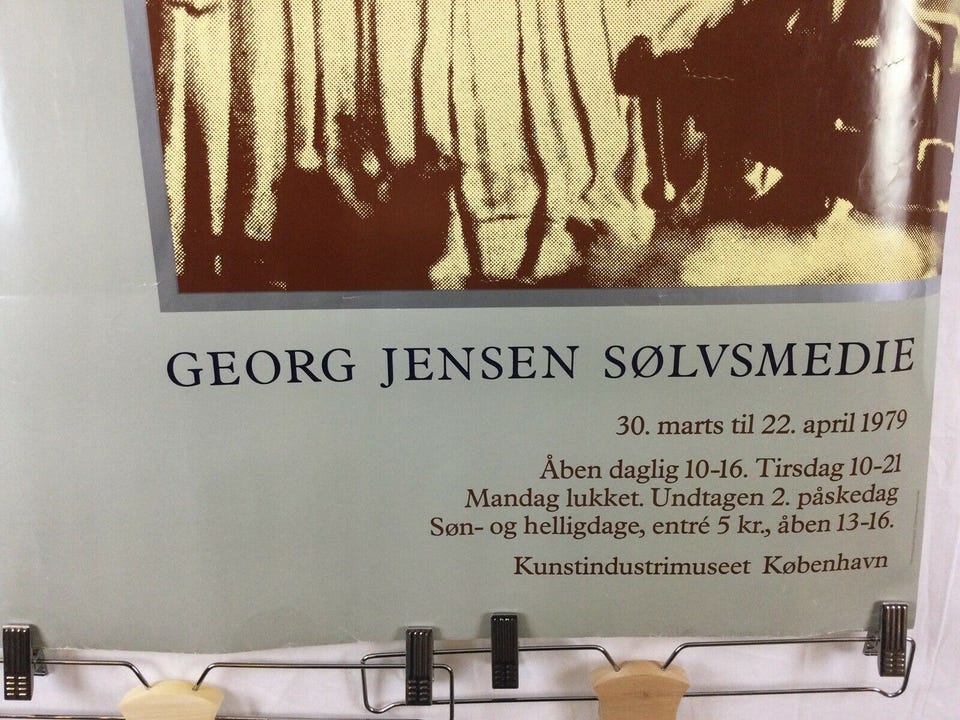 GEORG JENSEN SØLVSMEDIE
30. marts til 22. april 1979
Åben daglig 10-16. Tirsdag 10-21
Mandag lukket. Undtagen 2. påskedag
Søn- og helligdage, entré 5 kr., åben 13-16.
Kunstindustrimuseet København